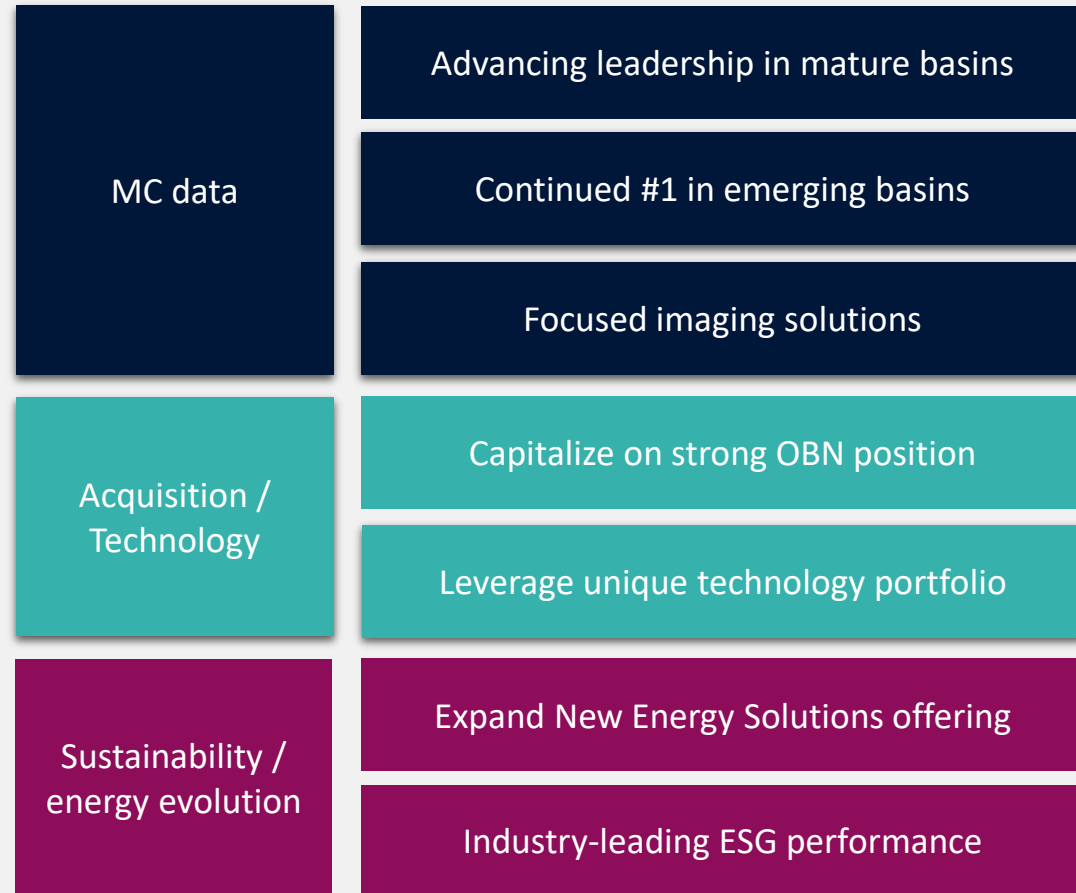 MC data
Advancing leadership in mature basins
Continued #1 in emerging basins
Focused imaging solutions
Acquisition /
Technology
Capitalize on strong OBN position
Leverage unique technology portfolio
Sustainability /
energy evolution
Expand New Energy Solutions offering
Industry-leading ESG performance